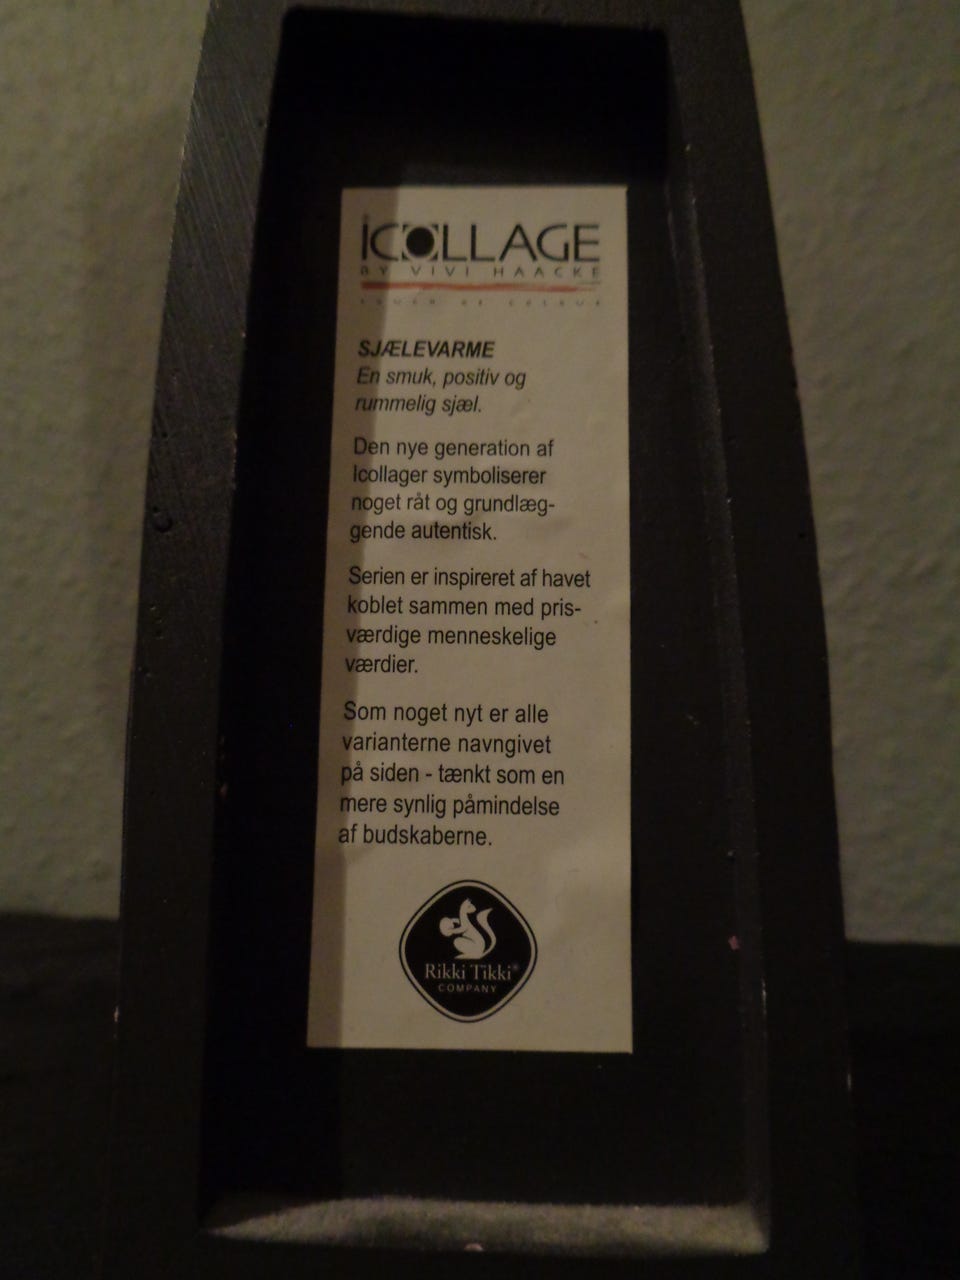 iCOLLAGE
BY VIVI HAACKE
SJÆLEVARME
En smuk, positiv og
rummelig sjæl.
Den nye generation af
Icollager symboliserer
noget råt og grundlæg-
gende autentisk.
Serien er inspireret af havet
koblet sammen med pris-
værdige menneskelige
værdier.
Som noget nyt er alle
varianterne navngivet
på siden - tænkt som en
mere synlig påmindelse
af budskaberne.
Rikki Tikki®
COMPANY